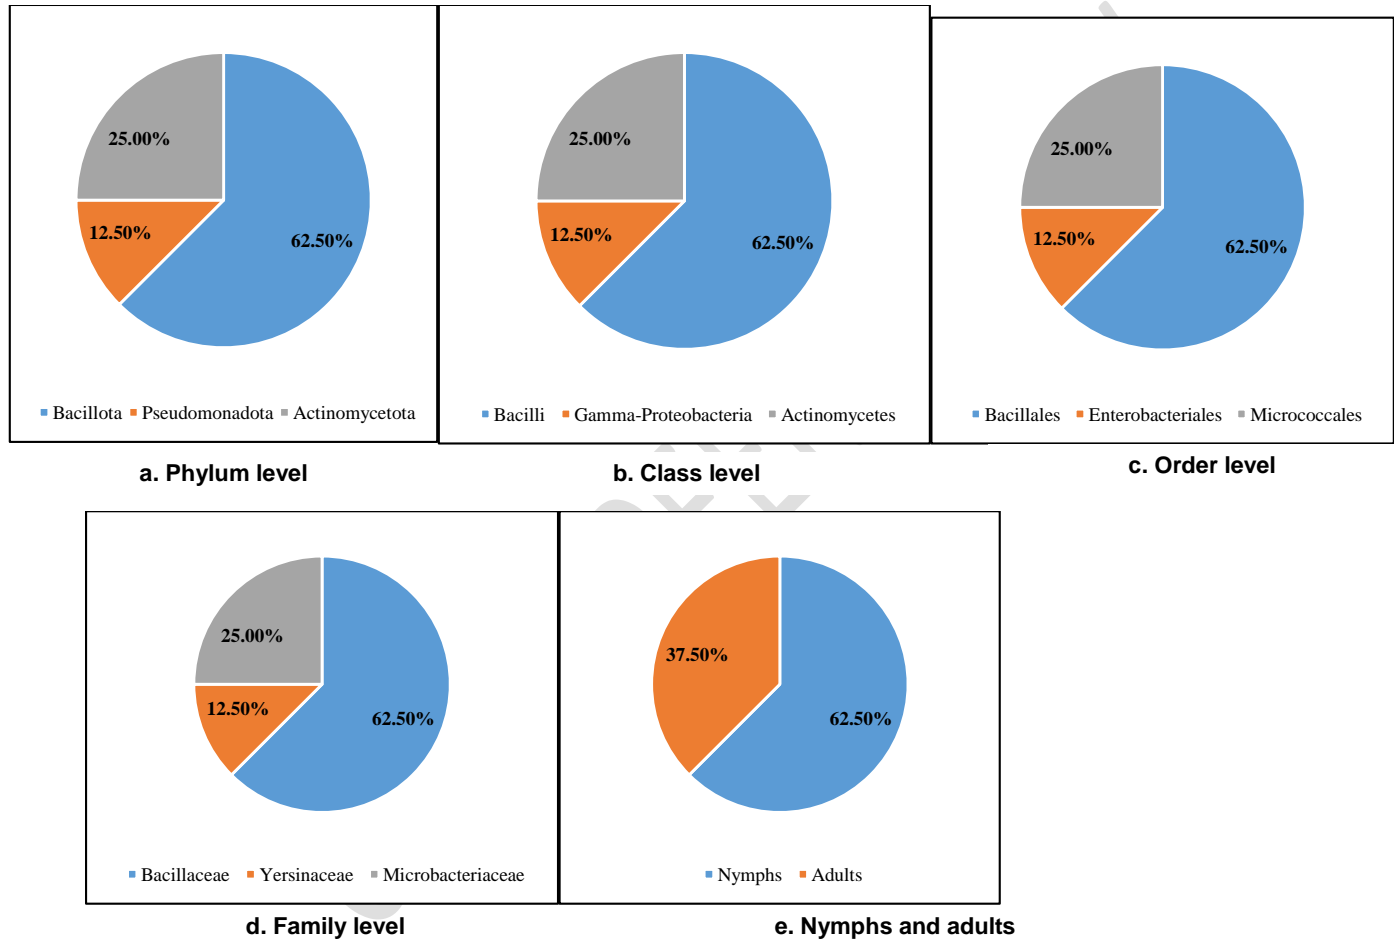 25.00%
12.50%
62.50%
Bacillota Pseudomonadota Actinomycetota
a. Phylum level
25.00%
12.50%
62.50%
Bacilli Gamma-Proteobacteria Actinomycetes
b. Class level
25.00%
12.50%
62.50%
Bacillales Enterobacteriales Micrococcales
c. Order level
25.00%
12.50%
62.50%
Bacillaceae Yersinaceae Microbacteriaceae
d. Family level
37.50%
62.50%
Nymphs Adults
e. Nymphs and adults